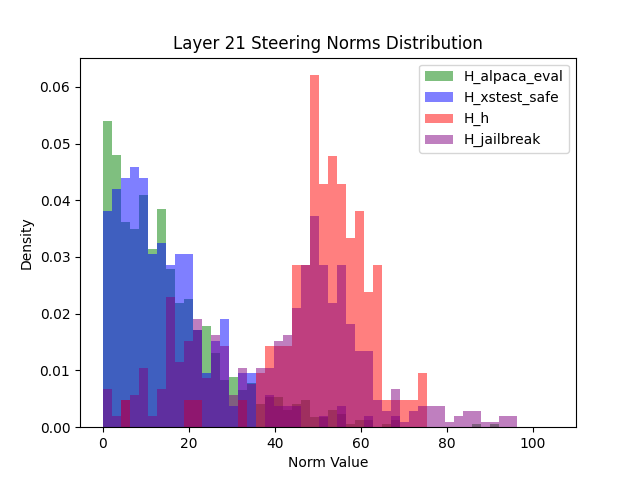 Layer 21 Steering Norms Distribution
H_alpaca_eval
H_xstest_safe
H_h
H_jailbreak
0.06
0.05
0.04
0.03
0.02
0.01
0.00
Density
0 20 40 60 80 100
Norm Value